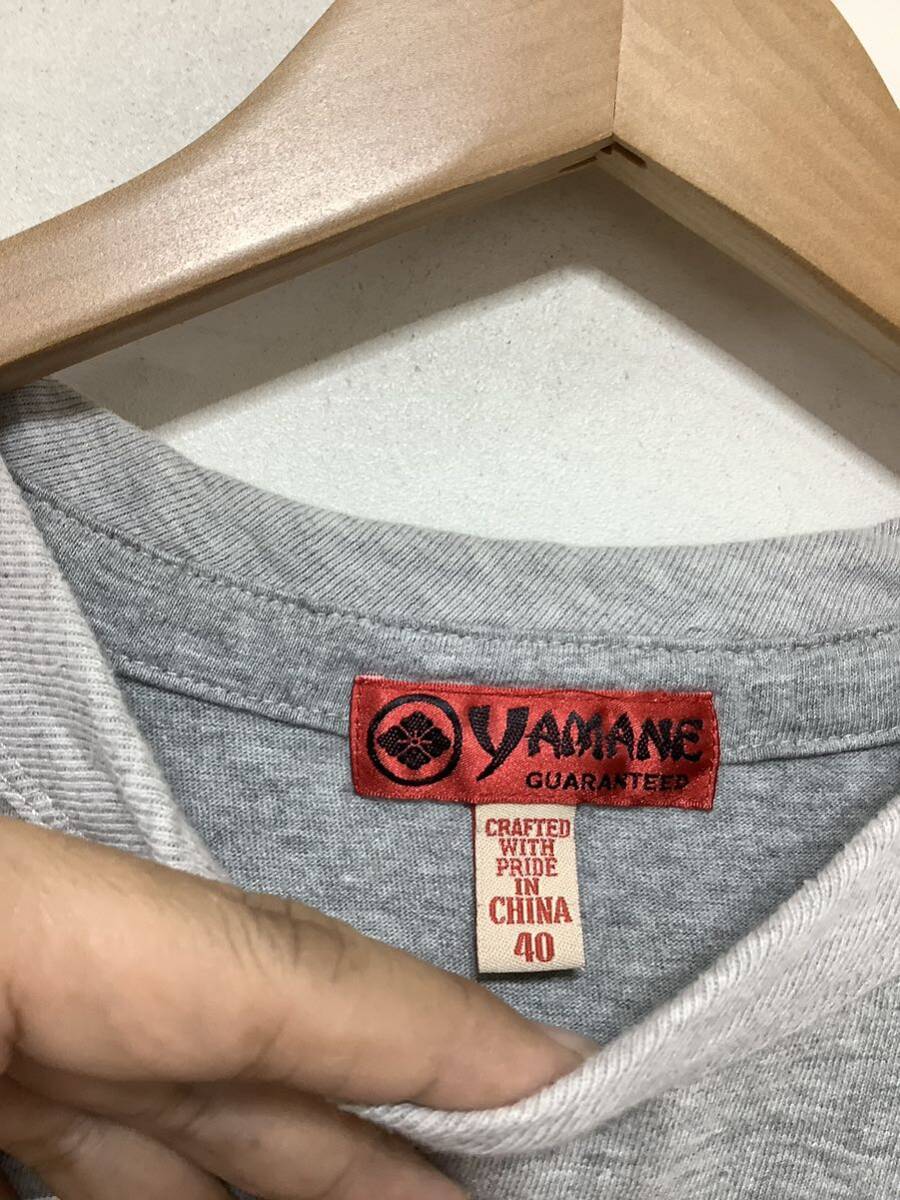 YAMANE
GUARANTEED
CRAFTED
WITH
PRIDE
IN
CHINA
40